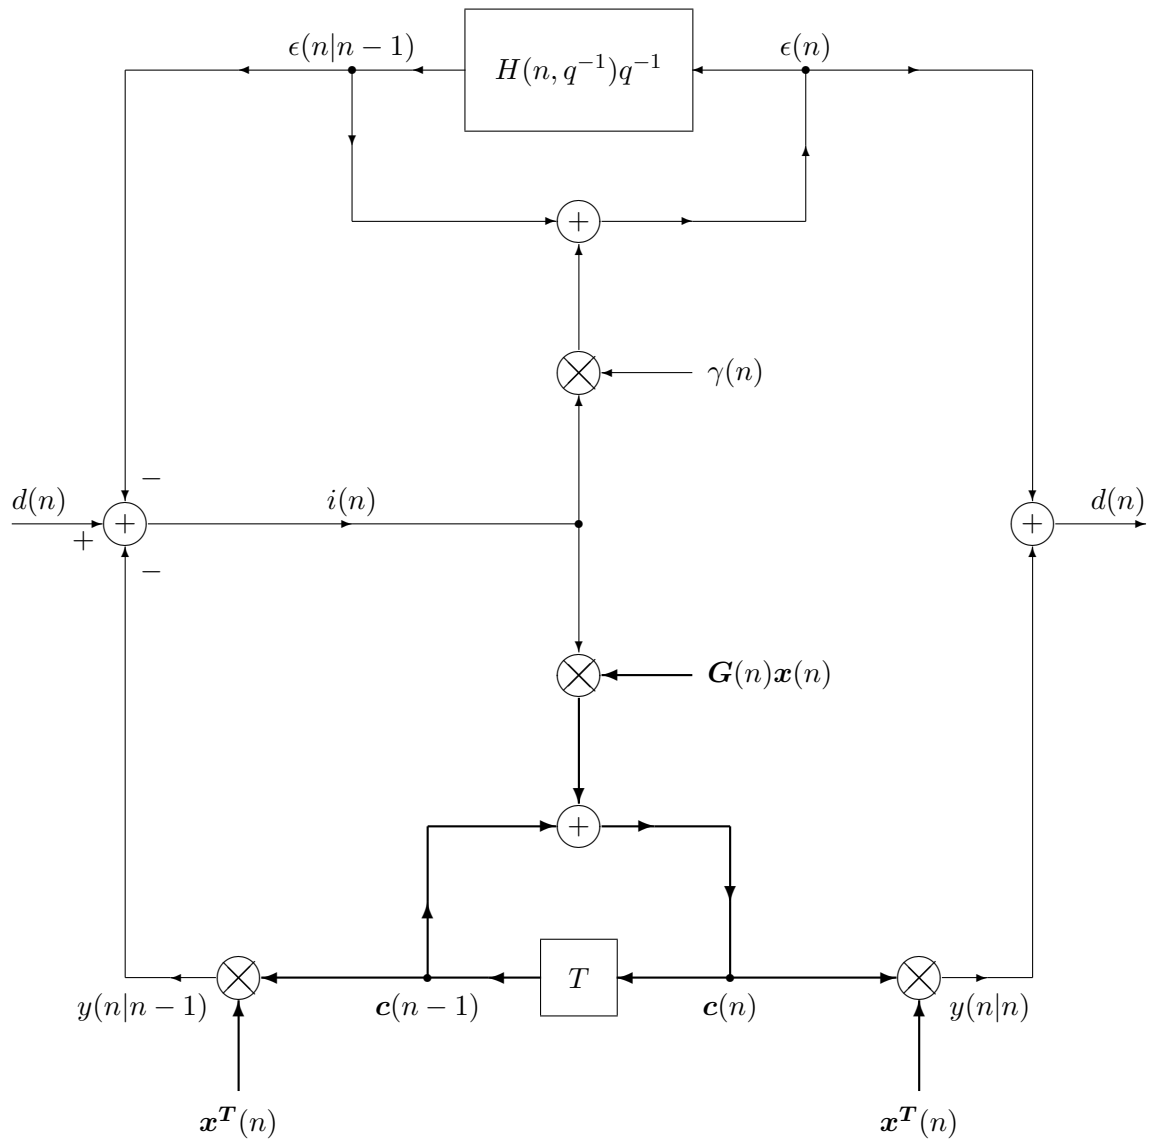 ϵ(n|n − 1)
H(n, q⁻¹)q⁻¹
ϵ(n)
+
γ(n)
−
d(n)
+
+
i(n)
+
d(n)
−
G(n)x(n)
+
y(n|n − 1)
c(n − 1)
T
c(n)
y(n|n)
xᵀ(n)
xᵀ(n)